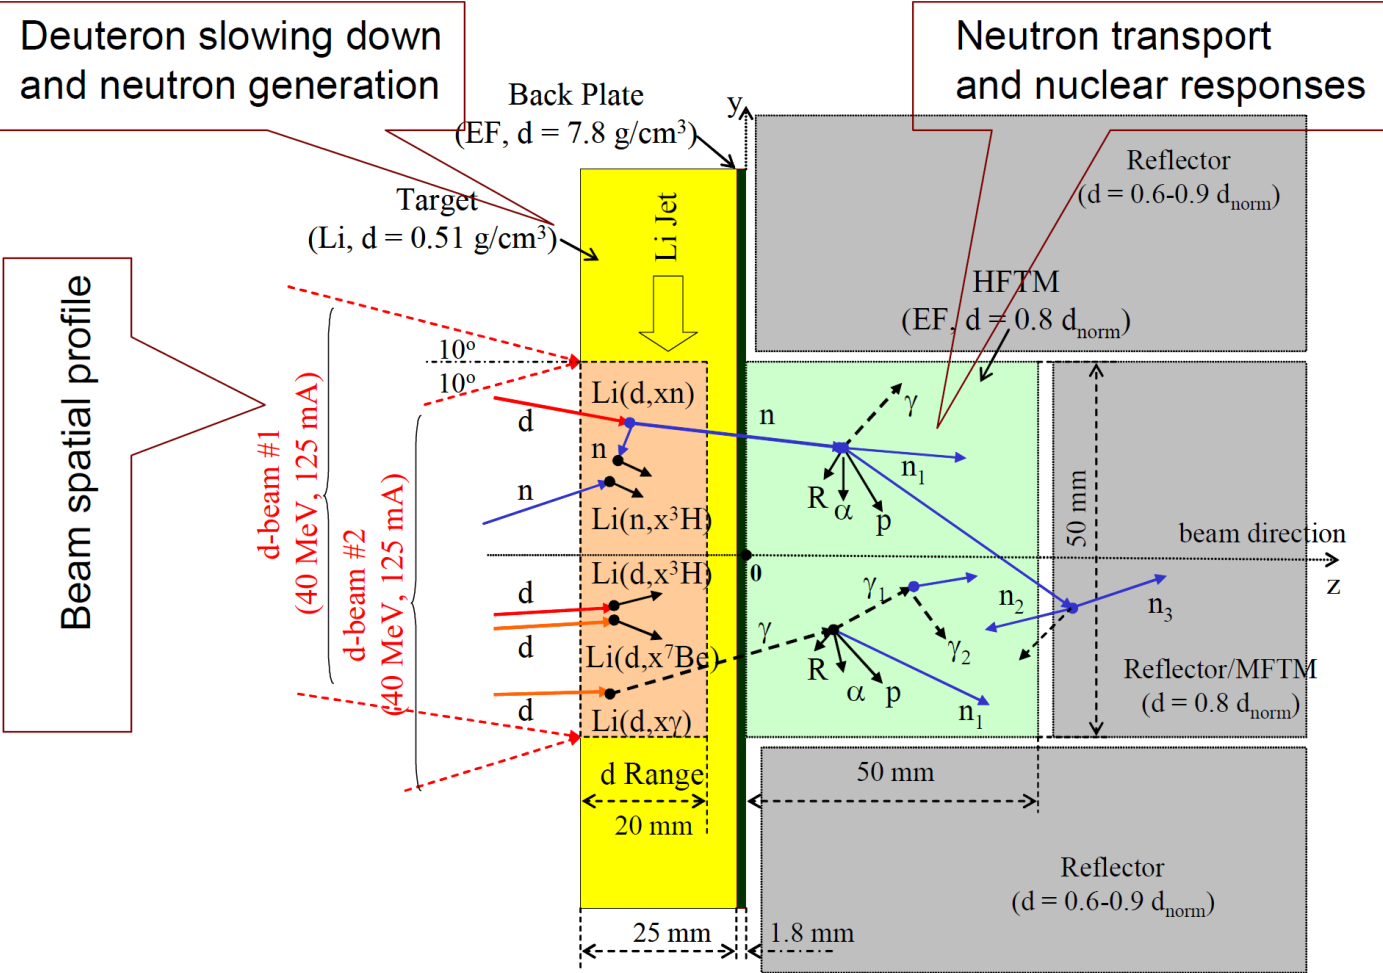 Deuteron slowing down
and neutron generation
Neutron transport
and nuclear responses
Back Plate
(EF, d = 7.8 g/cm³)
y
Reflector
(d = 0.6-0.9 dnorm)
Target
(Li, d = 0.51 g/cm³)
Li Jet
HFTM
(EF, d = 0.8 dnorm)
Beam spatial profile
10º
10º
d-beam #1
(40 MeV, 125 mA)
d-beam #2
(40 MeV, 125 mA)
Li(d,xn)
d
n
n
Li(n,x³H)
n
γ
n₁
R
α
p
50 mm
beam direction
z
0
Li(d,x³H)
d
d
Li(d,x⁷Be)
d
Li(d,xγ)
γ
γ₁
γ₂
n₂
n₃
R
α
p
n₁
Reflector/MFTM
(d = 0.8 dnorm)
d Range
20 mm
50 mm
Reflector
(d = 0.6-0.9 dnorm)
25 mm
1.8 mm